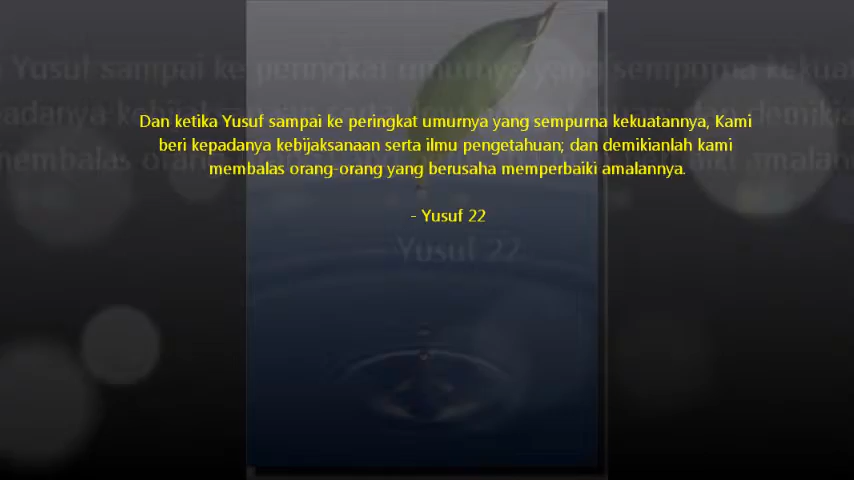 Dan ketika Yusuf sampai ke peringkat umurnya yang sempurna kekuatannya, Kami
beri kepadanya kebijaksanaan serta ilmu pengetahuan; dan demikianlah kami
membalas orang-orang yang berusaha memperbaiki amalannya.
- Yusuf 22
Yusuf 22